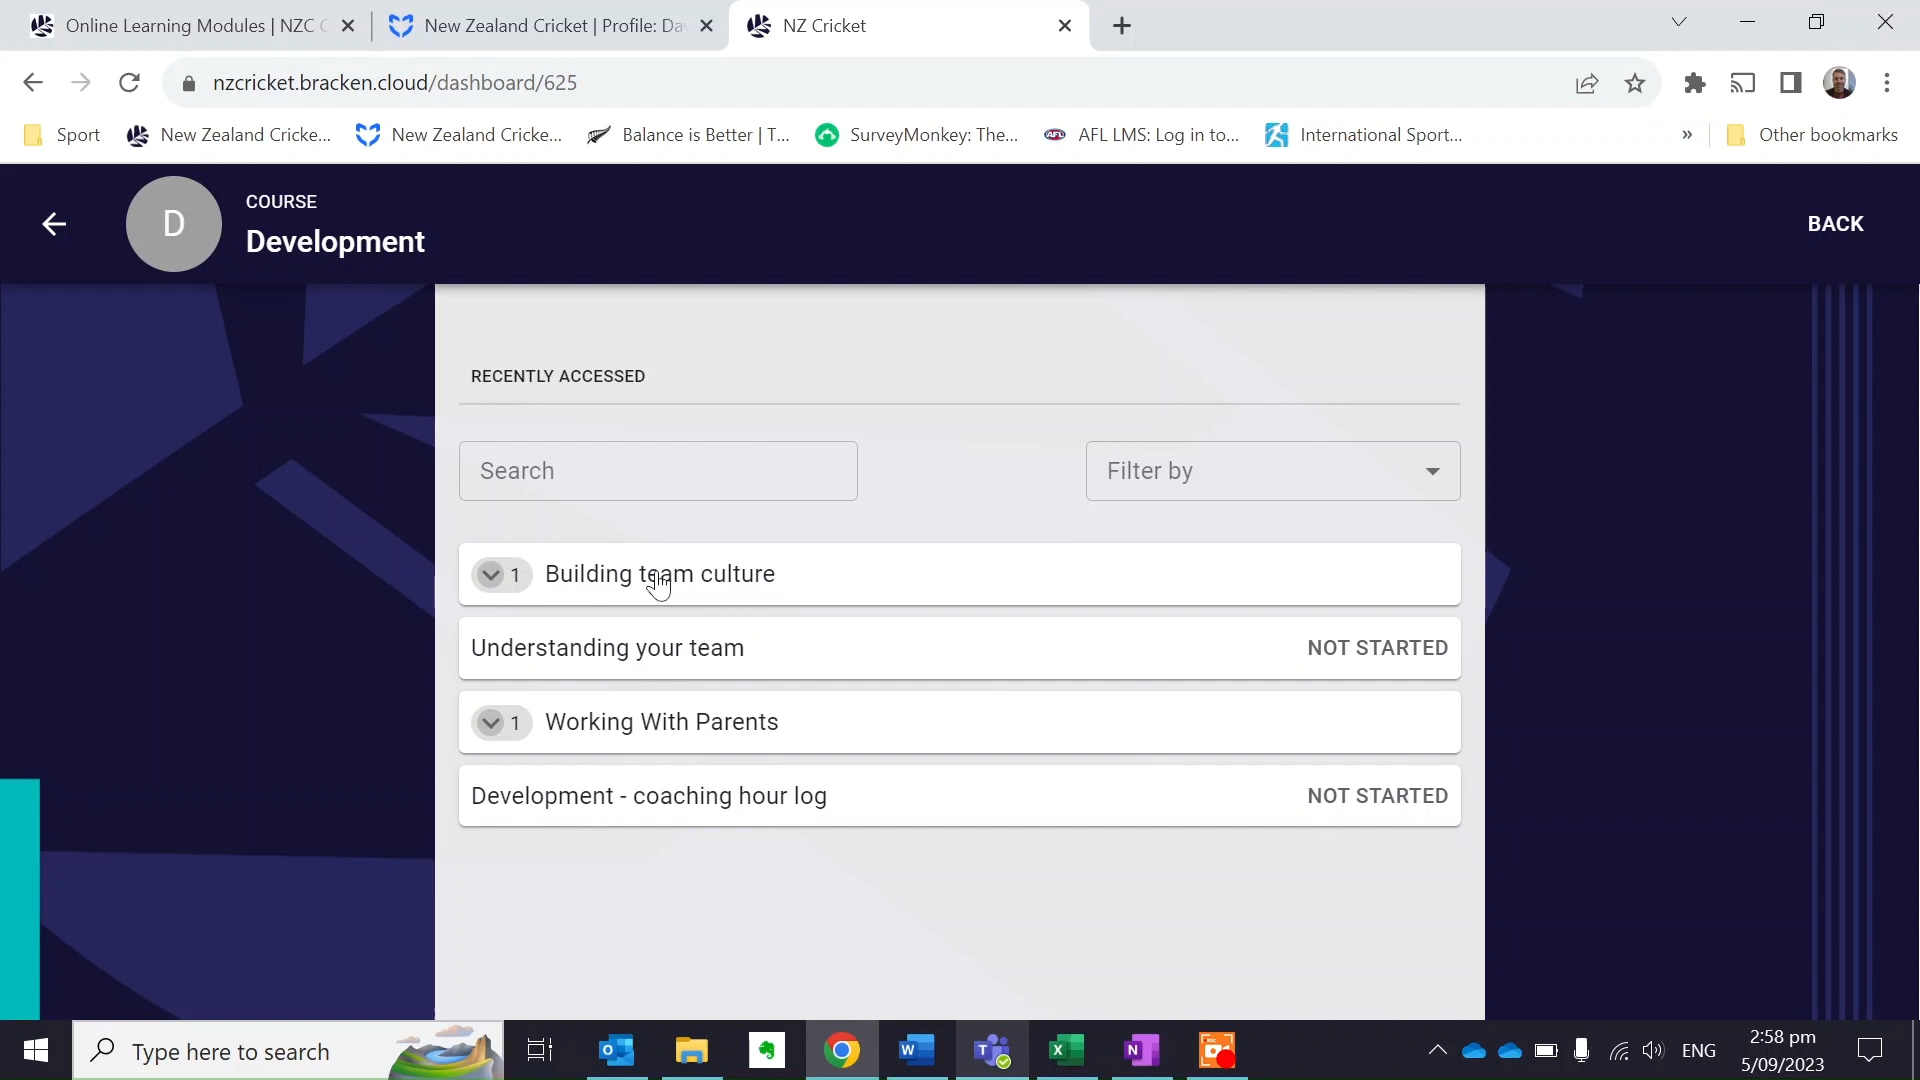 Online Learning Modules | NZC
New Zealand Cricket | Profile: Da
NZ Cricket
nzcricket.bracken.cloud/dashboard/625
Sport
New Zealand Cricke...
New Zealand Cricke...
Balance is Better | T...
SurveyMonkey: The...
AFL LMS: Log in to...
International Sport...
»
Other bookmarks
D
COURSE
Development
BACK
RECENTLY ACCESSED
Search
Filter by
1 Building team culture
Understanding your team NOT STARTED
1 Working With Parents
Development - coaching hour log NOT STARTED
Type here to search
ENG
2:58 pm
5/09/2023